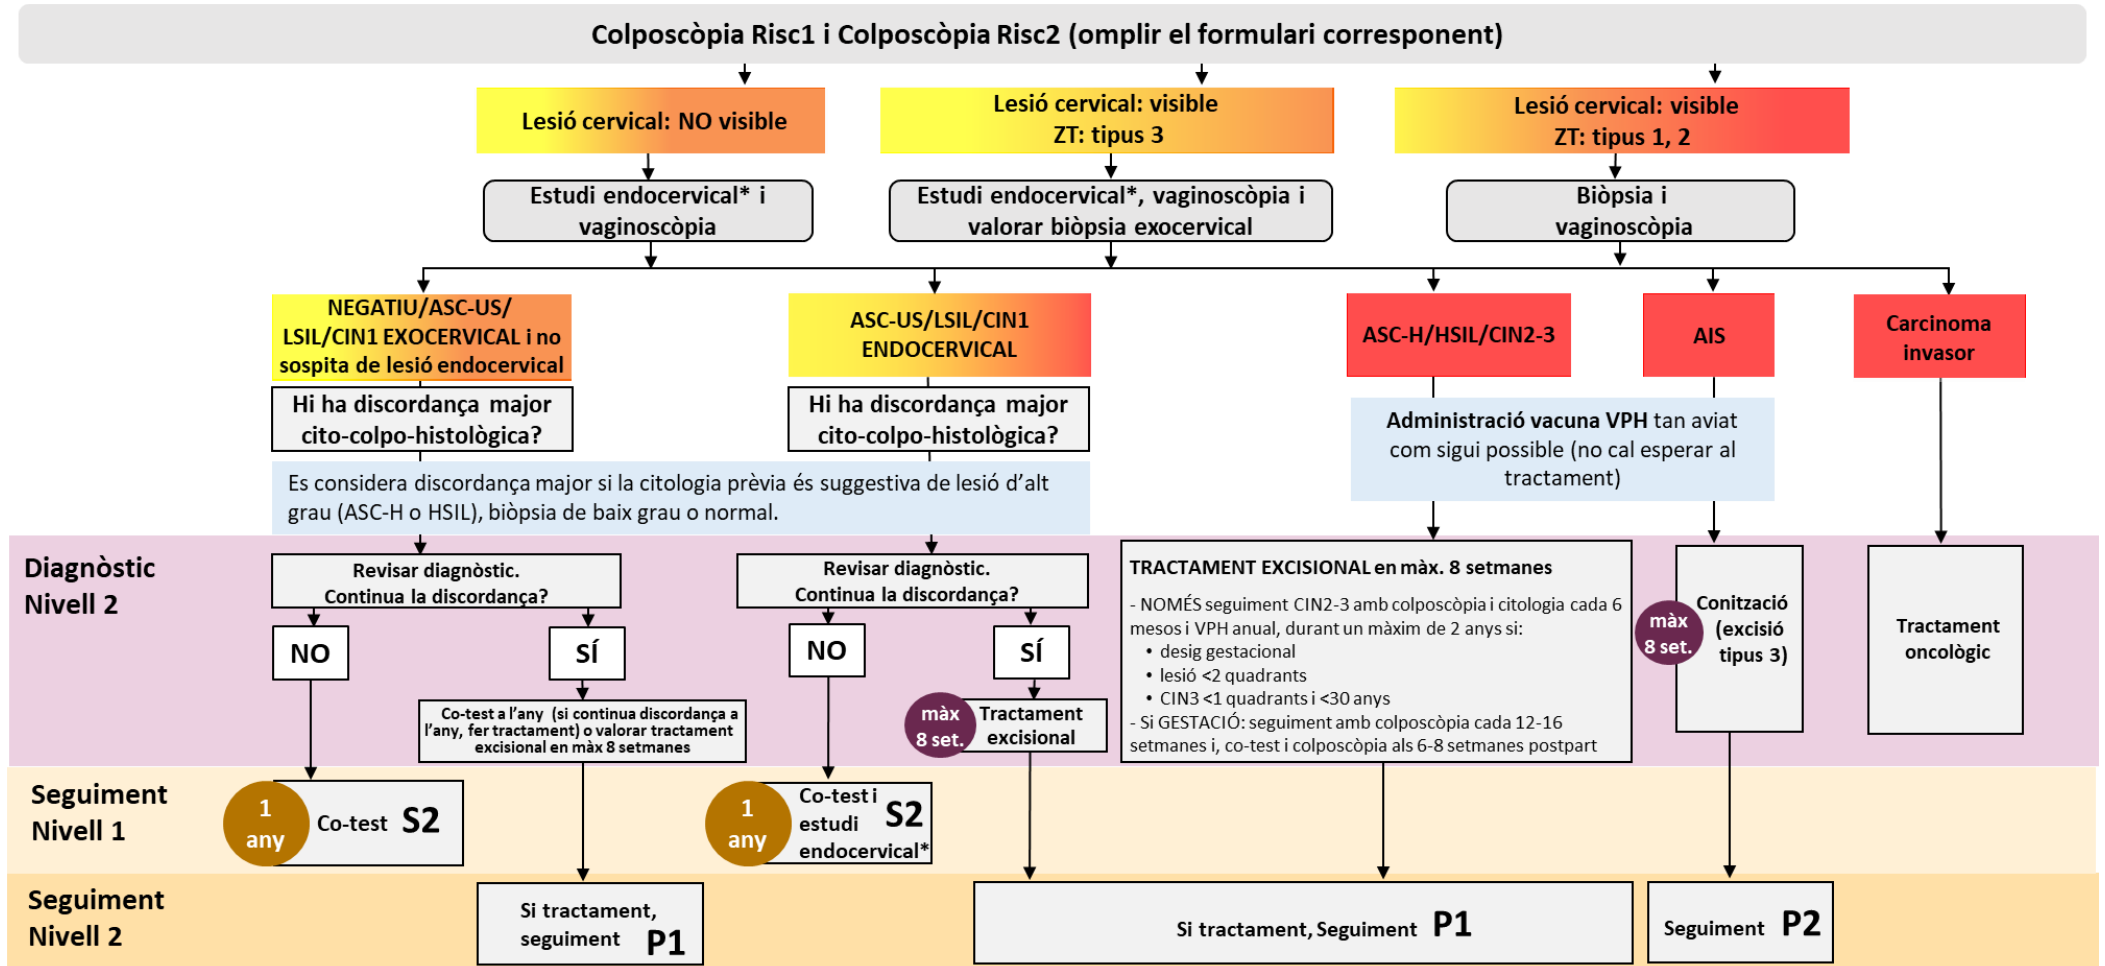 Colposcòpia Risc1 i Colposcòpia Risc2 (omplir el formulari corresponent)
Lesió cervical: NO visible
Lesió cervical: visible
ZT: tipus 3
Lesió cervical: visible
ZT: tipus 1, 2
Estudi endocervical* i
vaginoscòpia
Estudi endocervical*, vaginoscòpia i
valorar biòpsia exocervical
Biòpsia i
vaginoscòpia
NEGATIU/ASC-US/
LSIL/CIN1 EXOCERVICAL i no
sospita de lesió endocervical
ASC-US/LSIL/CIN1
ENDOCERVICAL
ASC-H/HSIL/CIN2-3
AIS
Carcinoma
invasor
Hi ha discordança major
cito-colpo-histològica?
Hi ha discordança major
cito-colpo-histològica?
Administració vacuna VPH tan aviat
com sigui possible (no cal esperar al
tractament)
Es considera discordança major si la citologia prèvia és suggestiva de lesió d'alt
grau (ASC-H o HSIL), biòpsia de baix grau o normal.
Diagnòstic
Nivell 2
Revisar diagnòstic.
Continua la discordança?
NO
SÍ
Co-test a l'any (si continua discordança a
l'any, fer tractament) o valorar tractament
excisional en màx 8 setmanes
Revisar diagnòstic.
Continua la discordança?
NO
SÍ
màx
8 set.
Tractament
excisional
TRACTAMENT EXCISIONAL en màx. 8 setmanes
- NOMÉS seguiment CIN2-3 amb colposcòpia i citologia cada 6
mesos i VPH anual, durant un màxim de 2 anys si:
• desig gestacional
• lesió <2 quadrants
• CIN3 <1 quadrants i <30 anys
- Si GESTACIÓ: seguiment amb colposcòpia cada 12-16
setmanes i, co-test i colposcòpia als 6-8 setmanes postpart
màx
8 set.
Conització
(excisió
tipus 3)
Tractament
oncològic
Seguiment
Nivell 1
1
any
Co-test S2
1
any
Co-test i
estudi
endocervical*
S2
Seguiment
Nivell 2
Si tractament,
seguiment P1
Si tractament, Seguiment P1
Seguiment P2